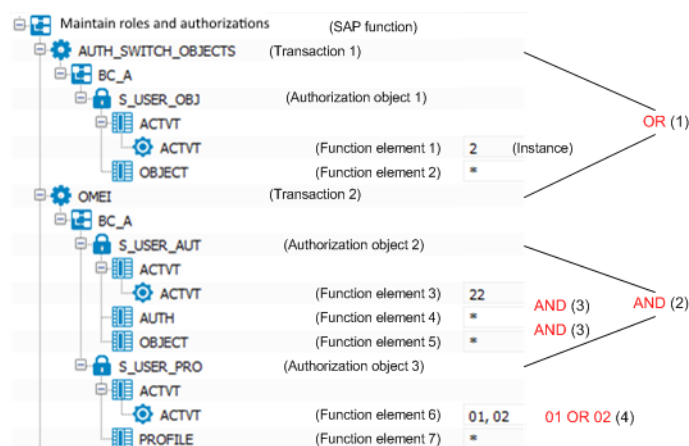 Maintain roles and authorizations (SAP function)
AUTH_SWITCH_OBJECTS (Transaction 1)
BC_A
S_USER_OBJ (Authorization object 1)
ACTVT
OR (1)
ACTVT (Function element 1) 2 (Instance)
OBJECT (Function element 2) *
OMEI (Transaction 2)
BC_A
S_USER_AUT (Authorization object 2)
ACTVT
ACTVT (Function element 3) 22
AND (3) AND (2)
AUTH (Function element 4) *
AND (3)
OBJECT (Function element 5) *
S_USER_PRO (Authorization object 3)
ACTVT
ACTVT (Function element 6) 01, 02 01 OR 02 (4)
PROFILE (Function element 7) *